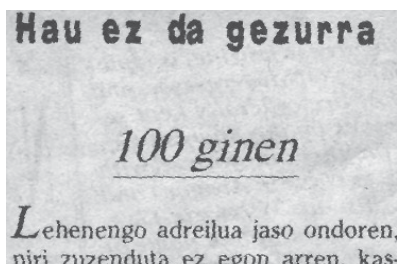 Hau ez da gezurra
100 ginen
Lehenengo adreilua jaso ondoren,
niri zuzenduta ez egon arren, kas-